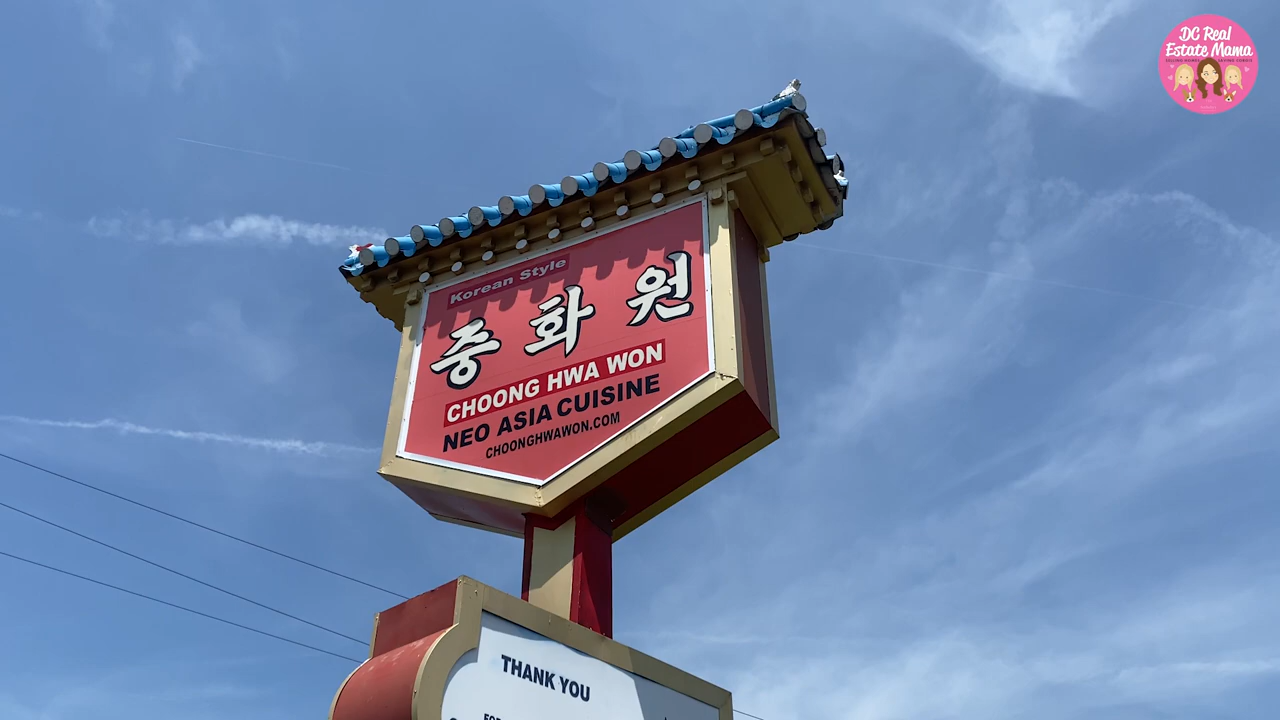 DC Real
Estate Mama
Korean Style
중화원
CHOONG HWA WON
NEO ASIA CUISINE
CHOONGHWAWON.COM
THANK YOU